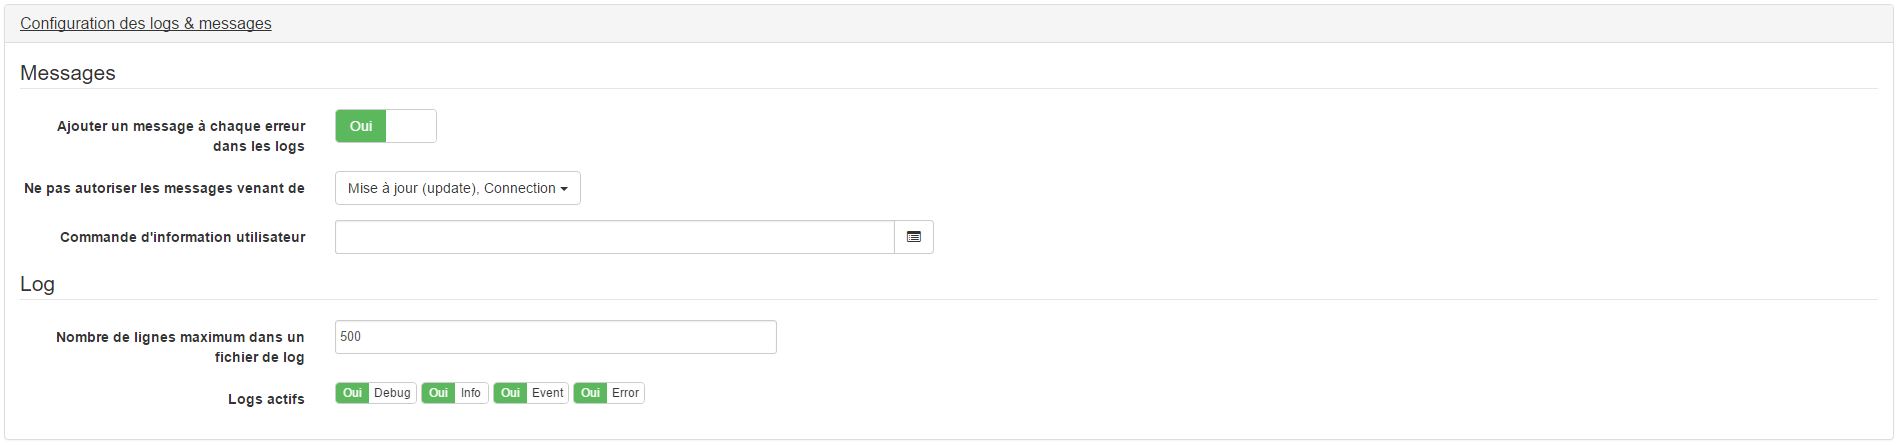 Configuration des logs & messages
Messages
Ajouter un message à chaque erreur
dans les logs
Oui
Ne pas autoriser les messages venant de
Mise à jour (update), Connection
Commande d'information utilisateur
Log
Nombre de lignes maximum dans un
fichier de log
500
Logs actifs
Oui Debug Oui Info Oui Event Oui Error